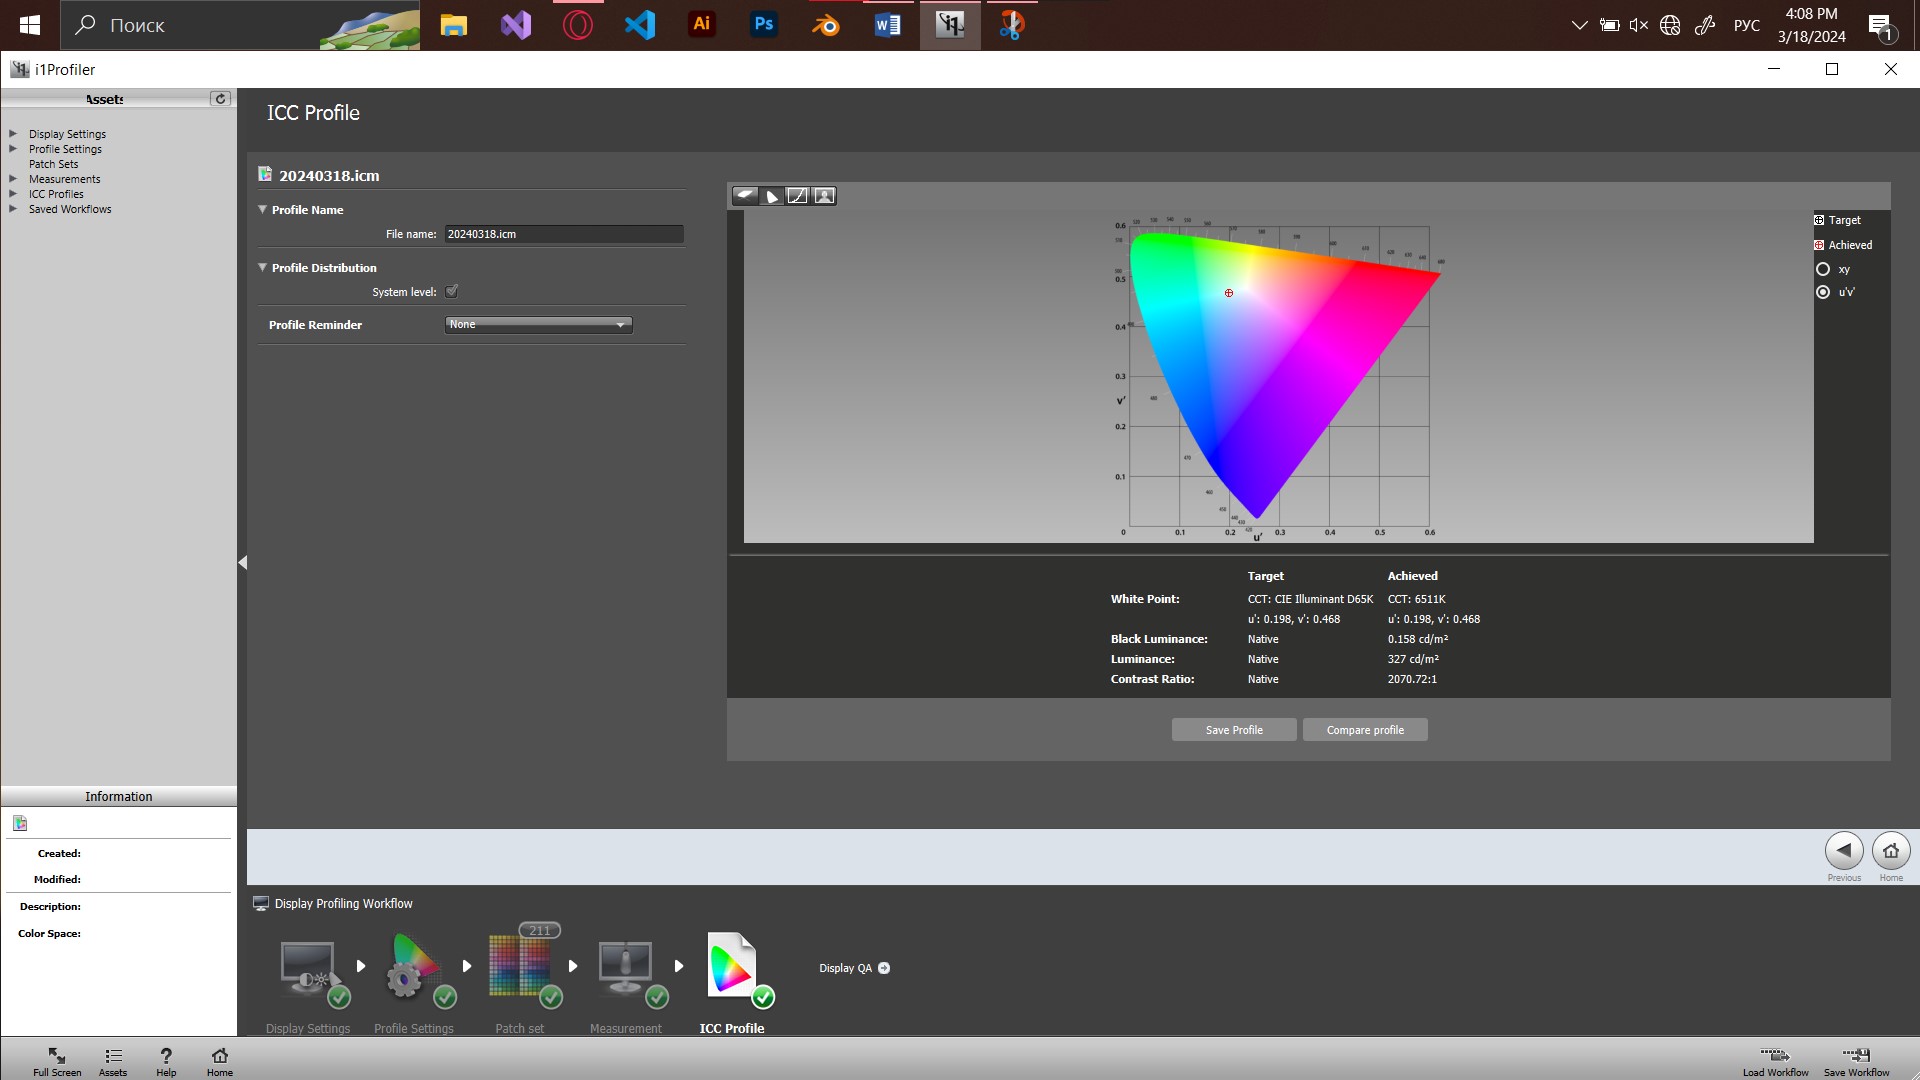 Поиск
Ai
Ps
РУС
4:08 PM
3/18/2024
1
i1Profiler
Assets
Display Settings
Profile Settings
Patch Sets
Measurements
ICC Profiles
Saved Workflows
Information
Created:
Modified:
Description:
Color Space:
ICC Profile
20240318.icm
Profile Name
File name: 20240318.icm
Profile Distribution
System level:
Profile Reminder None
Target
Achieved
xy
u'v'
0.6
0.5
0.4
0.3
v'
0.2
0.1
0 0.1 0.2 0.3 0.4 0.5 0.6
u'
Target Achieved
White Point: CCT: CIE Illuminant D65K CCT: 6511K
u': 0.198, v': 0.468 u': 0.198, v': 0.468
Black Luminance: Native 0.158 cd/m²
Luminance: Native 327 cd/m²
Contrast Ratio: Native 2070.72:1
Save Profile Compare profile
Previous Home
Display Profiling Workflow
211
Display QA
Display Settings Profile Settings Patch set Measurement ICC Profile
Full Screen Assets Help Home Load Workflow Save Workflow